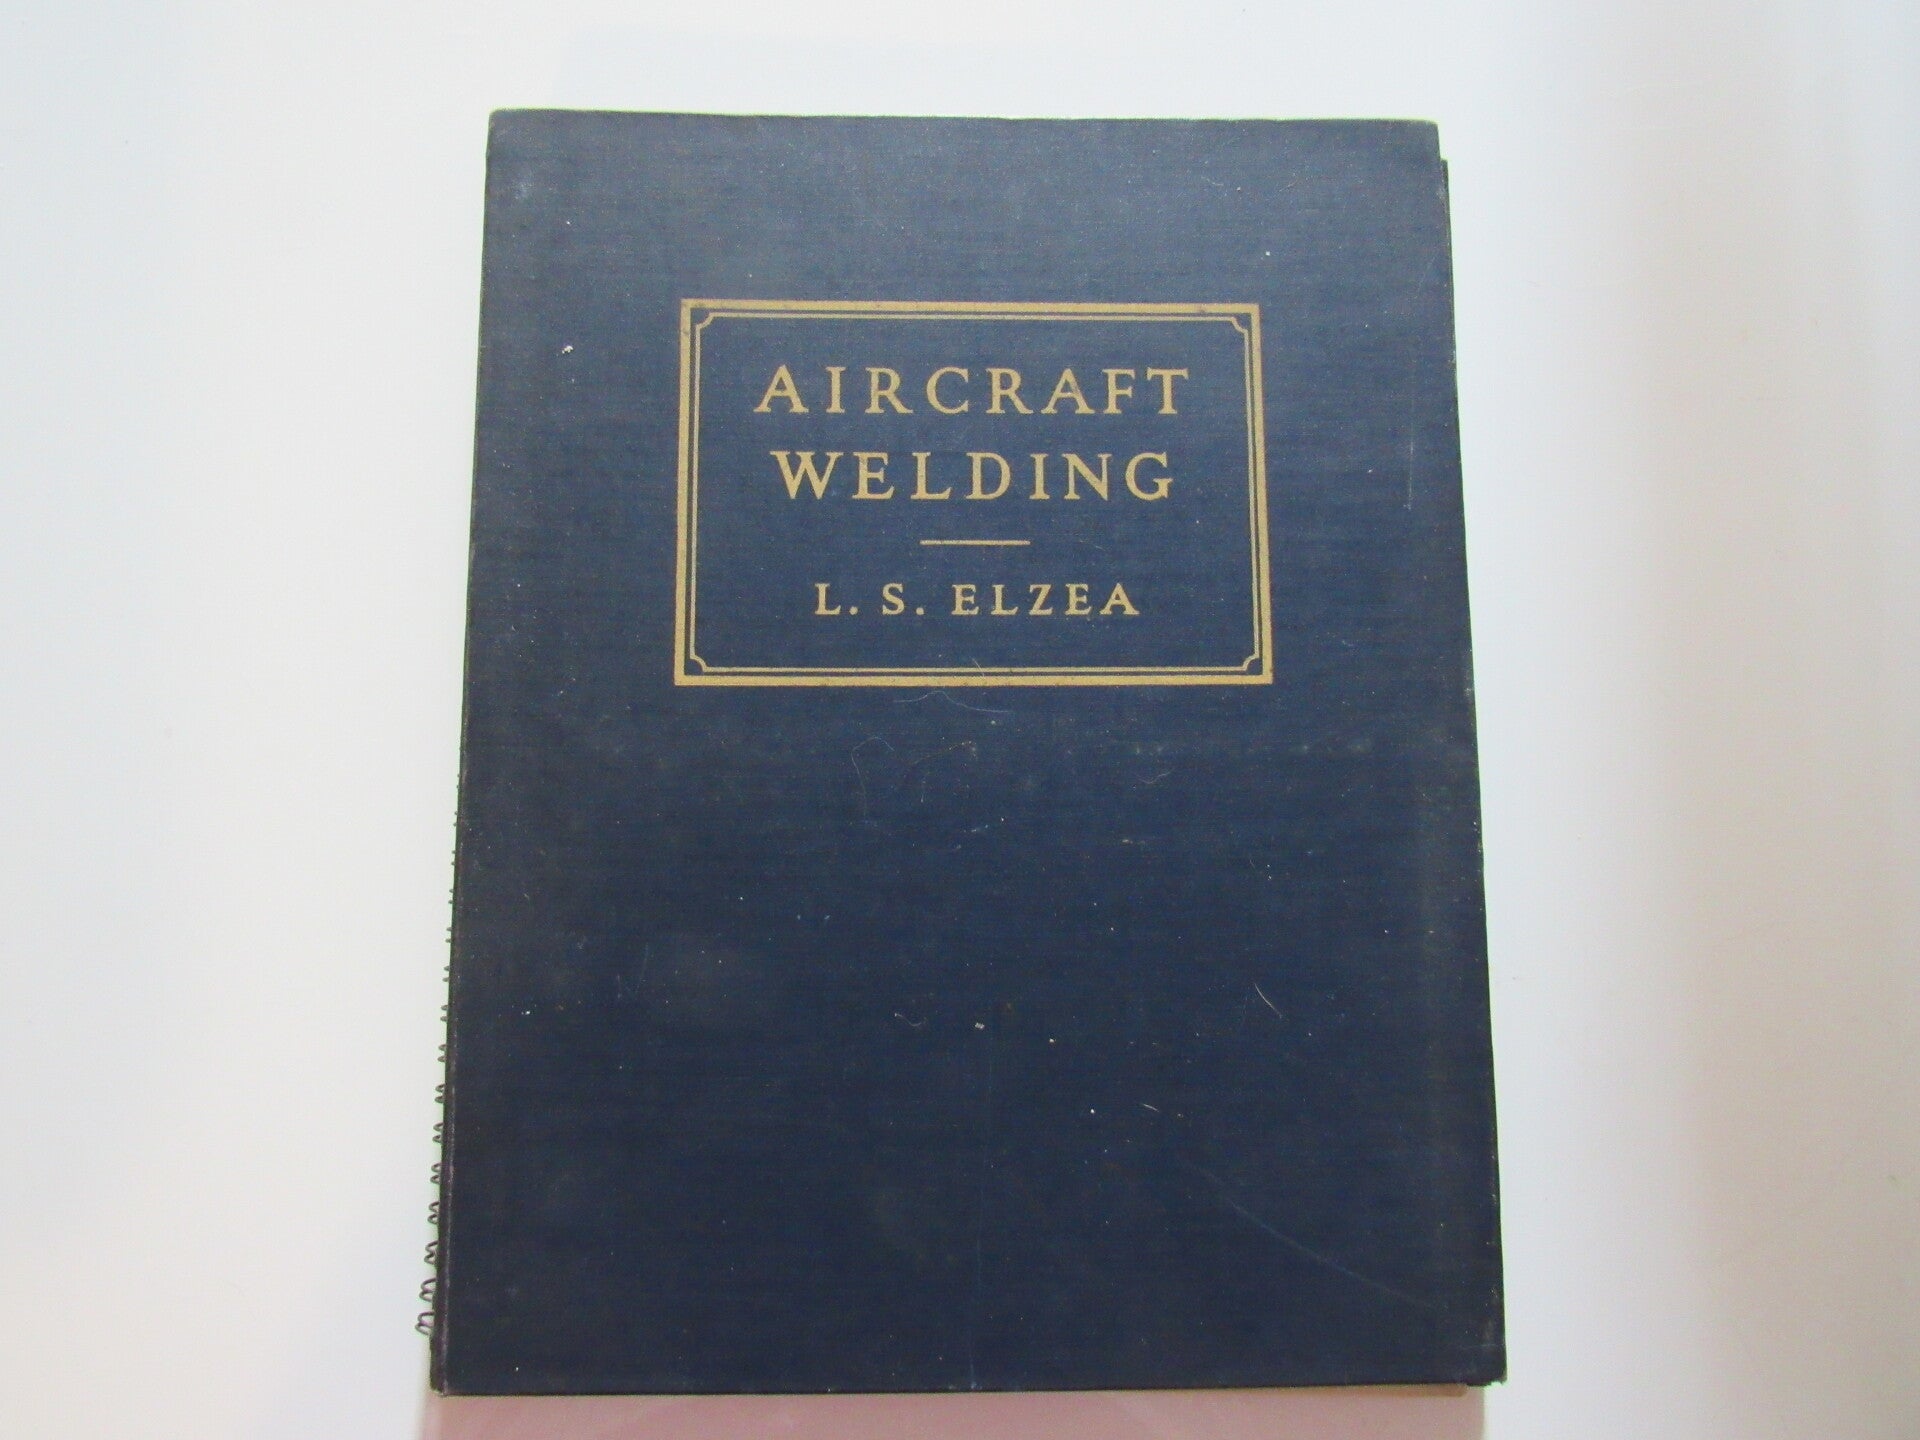 AIRCRAFT
WELDING
L. S. ELZEA